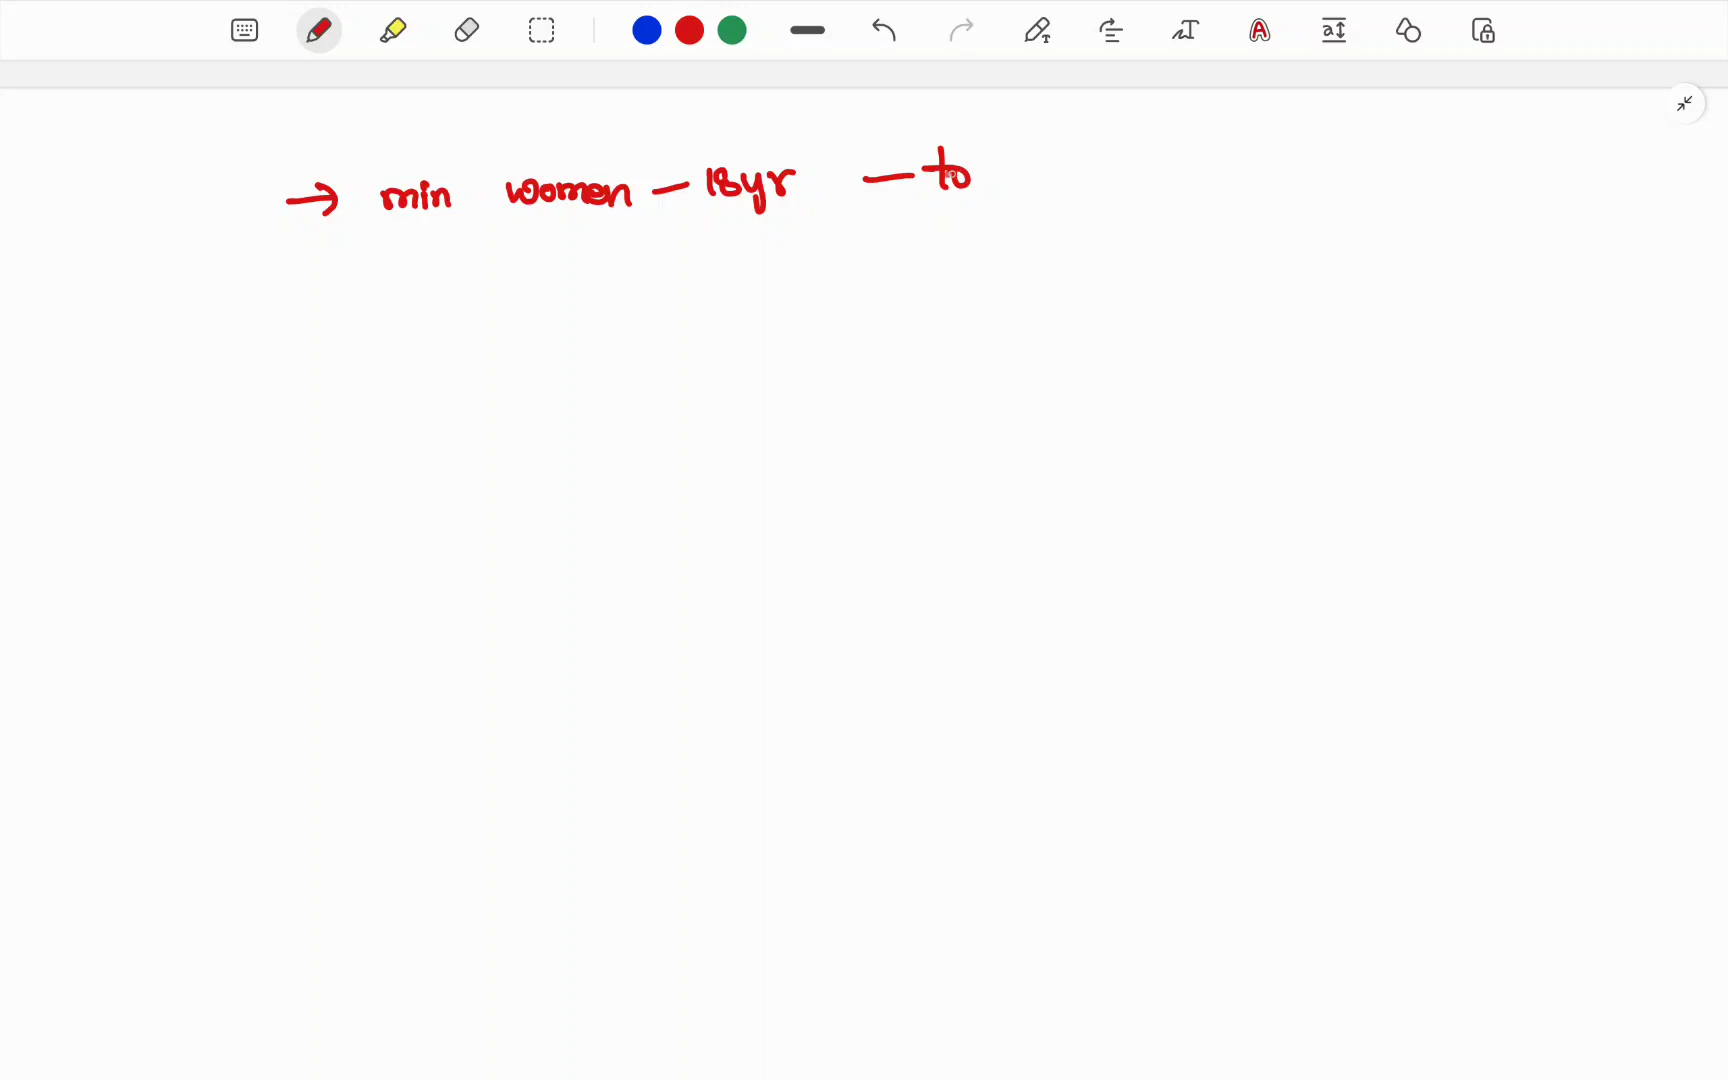 → min women – 18yr – to